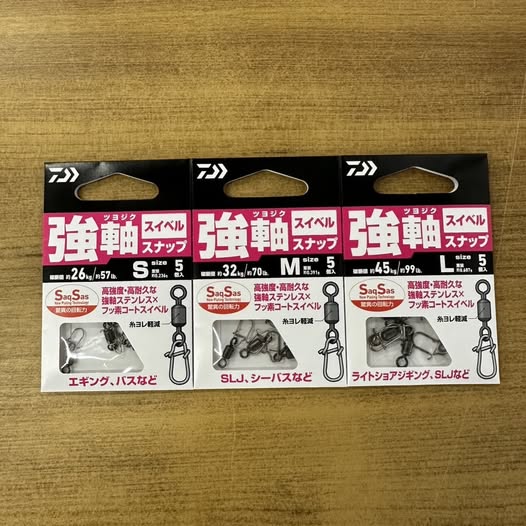 ツヨジク
強軸
スイベル
スナップ
破断強度 約26kg/約57lb.
S size
5個入
SaqSas
New Plating Technology
驚異の回転力
高強度・高耐久な
強軸ステンレス×
フッ素コートスイベル
糸ヨレ軽減
エギング、バスなど
ツヨジク
強軸
スイベル
スナップ
破断強度 約32kg/約70lb.
M size
5個入
SaqSas
New Plating Technology
驚異の回転力
高強度・高耐久な
強軸ステンレス×
フッ素コートスイベル
糸ヨレ軽減
SLJ、シーバスなど
ツヨジク
強軸
スイベル
スナップ
破断強度 約45kg/約99lb.
L size
5個入
SaqSas
New Plating Technology
驚異の回転力
高強度・高耐久な
強軸ステンレス×
フッ素コートスイベル
糸ヨレ軽減
ライトショアジギング、SLJなど